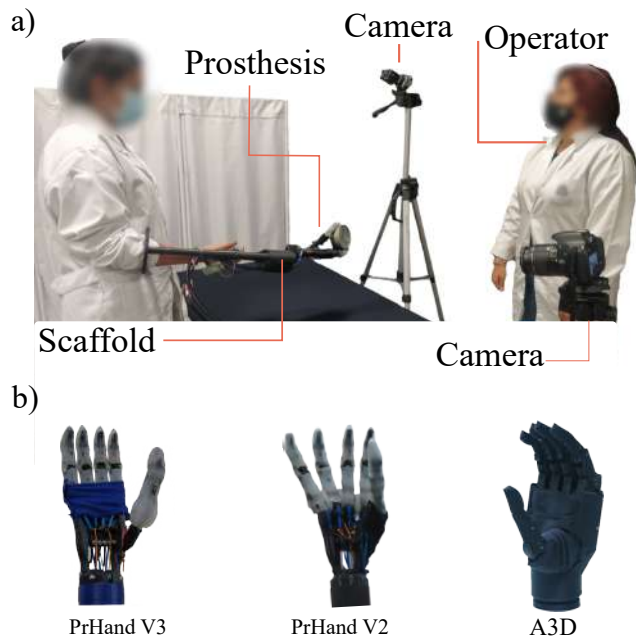 a)
Camera
Operator
Prosthesis
Scaffold
Camera
b)
PrHand V3
PrHand V2
A3D